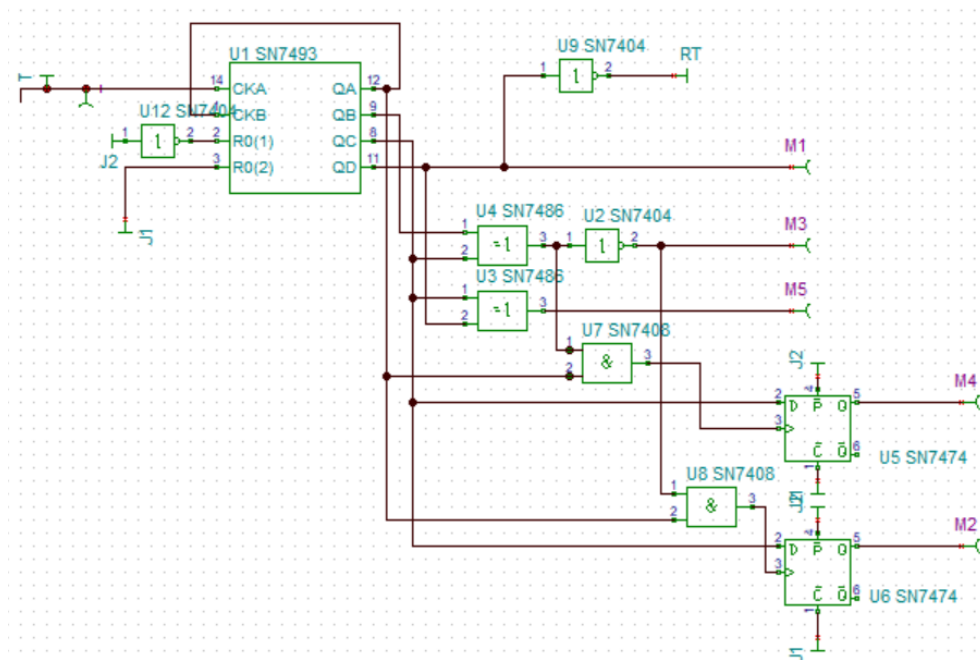 U9 SN7404
RT
1
1
2
U1 SN7493
T
14
CKA
QA
12
1
U12 SN7404
CKB
QB
9
J2
1
1
2
2
R0(1)
QC
8
3
R0(2)
QD
11
M1
J1
U4 SN7486
U2 SN7404
M3
1
2
=1
3
1
1
2
U3 SN7486
M5
1
2
=1
3
U7 SN7408
1
2
&
3
J2
M4
4
2
D
P
Q
5
3
C
Q
6
1
U5 SN7474
U8 SN7408
1
2
&
3
M2
4
2
D
P
Q
5
3
C
Q
6
1
U6 SN7474
J1